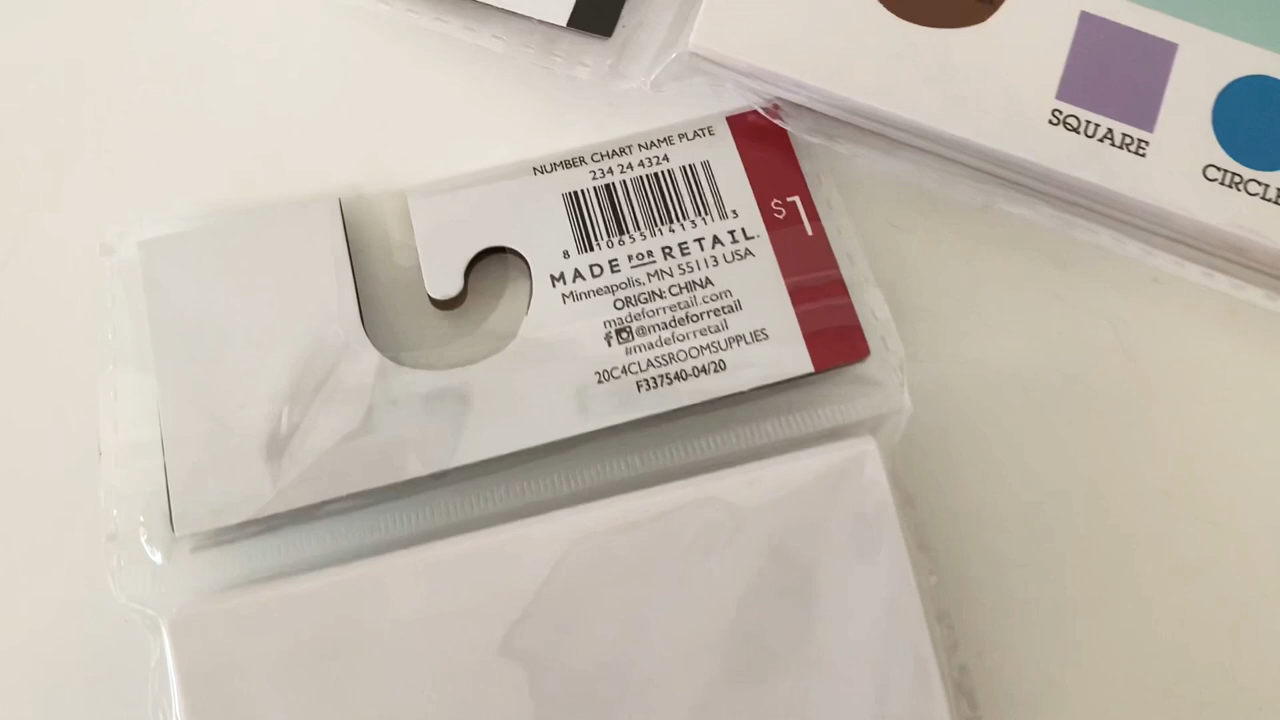 NUMBER CHART NAME PLATE
234 24 4324
8 10655 14131 3
MADE FOR RETAIL.
Minneapolis, MN 55113 USA
ORIGIN: CHINA
madeforretail.com
@madeforretail
#madeforretail
20C4CLASSROOMSUPPLIES
F337540-04/20
$1
SQUARE
CIRCLE